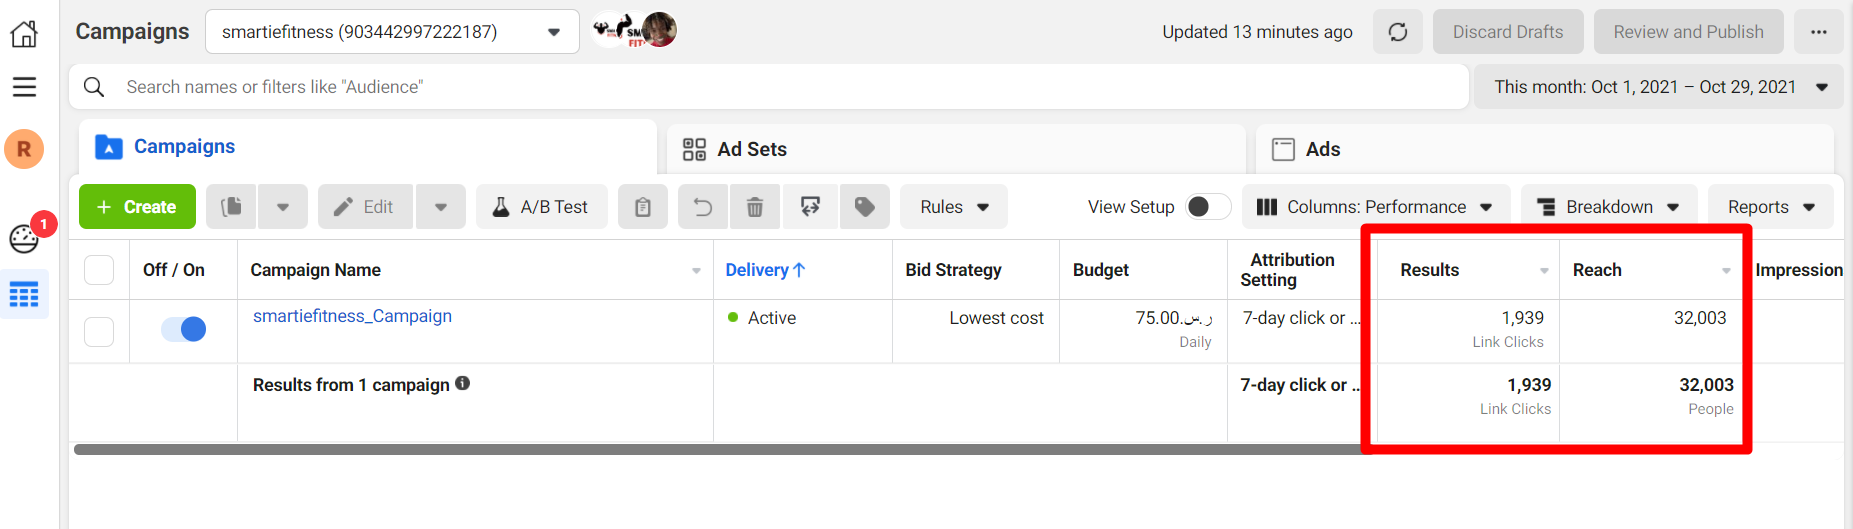 Campaigns
smartiefitness (903442997222187)
SM
FIT
Updated 13 minutes ago
Discard Drafts
Review and Publish
...
Search names or filters like "Audience"
This month: Oct 1, 2021 – Oct 29, 2021
R
Campaigns
Ad Sets
Ads
+ Create
Edit
A/B Test
Rules
View Setup
Columns: Performance
Breakdown
Reports
1
Off / On
Campaign Name
Delivery↑
Bid Strategy
Budget
Attribution
Setting
Results
Reach
Impression
smartiefitness_Campaign
Active
Lowest cost
75.00.ر.س
Daily
7-day click or ...
1,939
Link Clicks
32,003
Results from 1 campaign
7-day click or ..
1,939
Link Clicks
32,003
People